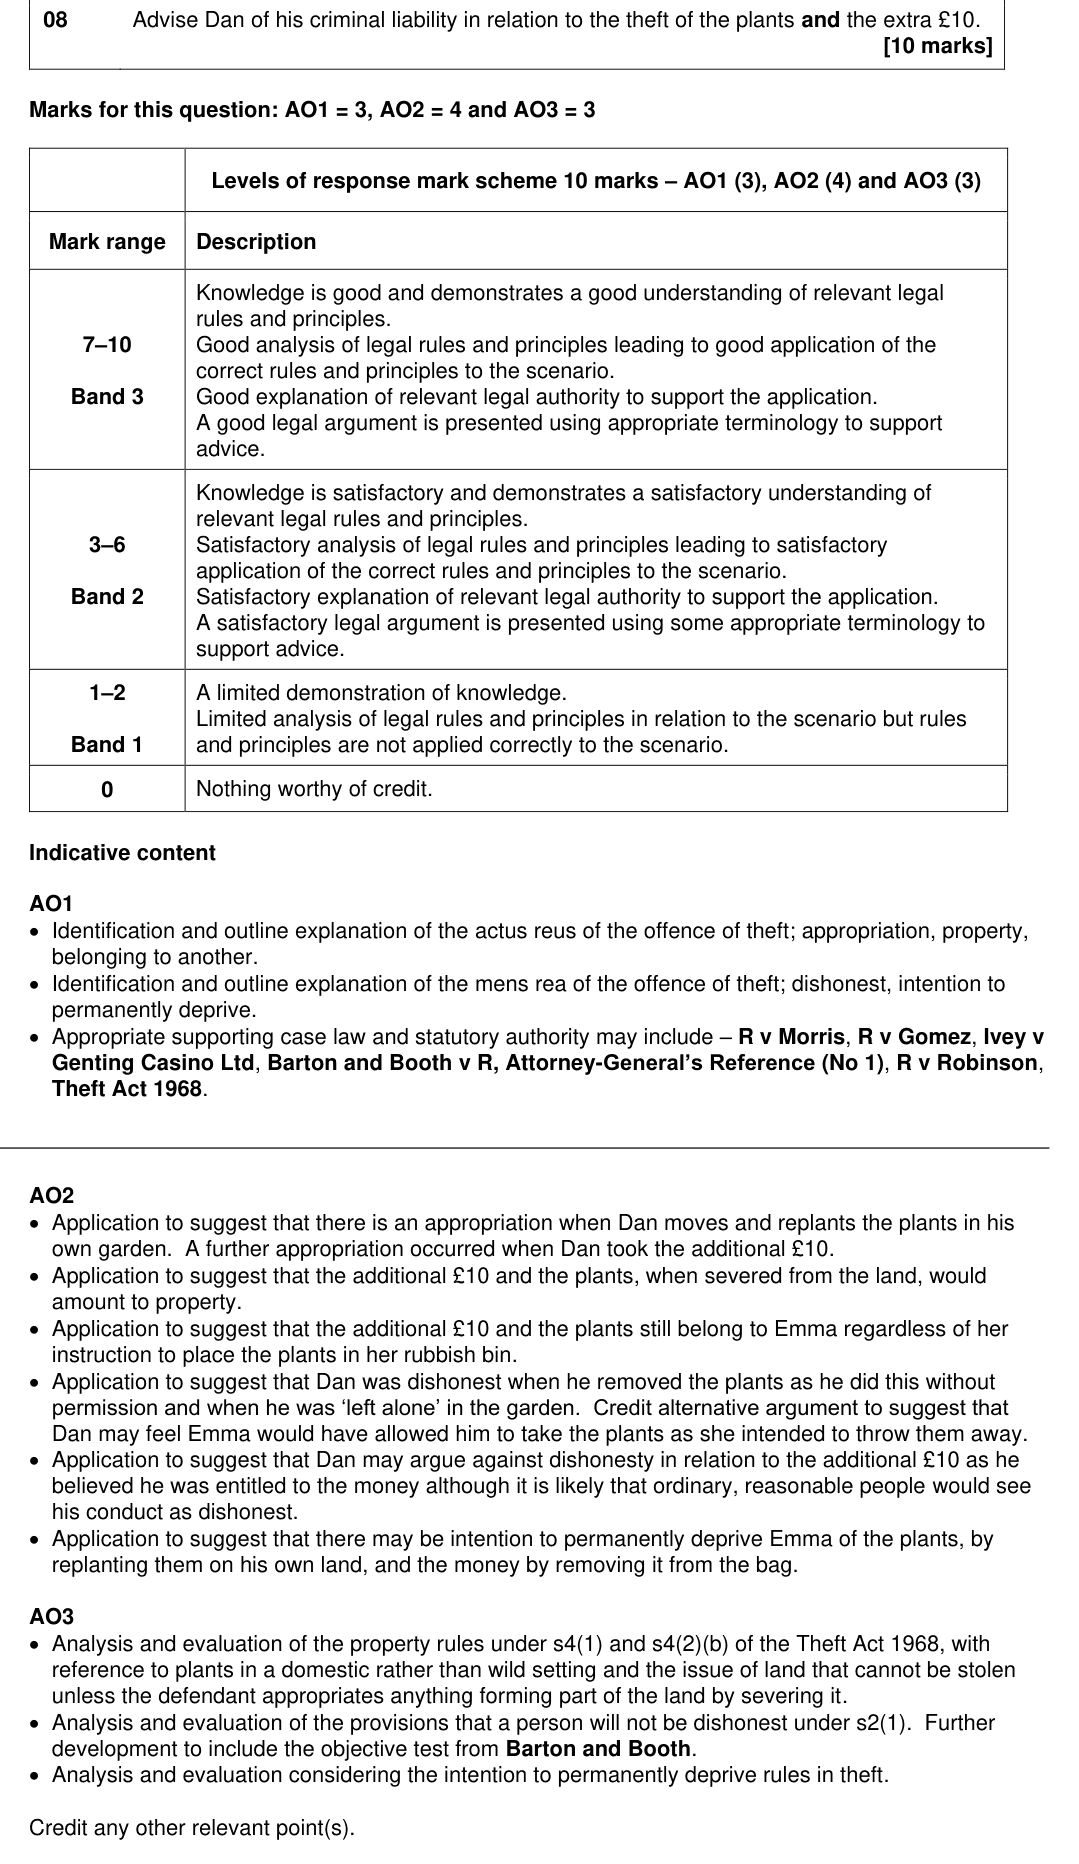 08 Advise Dan of his criminal liability in relation to the theft of the plants and the extra £10.
[10 marks]
Marks for this question: AO1 = 3, AO2 = 4 and AO3 = 3
Levels of response mark scheme 10 marks – AO1 (3), AO2 (4) and AO3 (3)
Mark range Description
7–10
Band 3
Knowledge is good and demonstrates a good understanding of relevant legal
rules and principles.
Good analysis of legal rules and principles leading to good application of the
correct rules and principles to the scenario.
Good explanation of relevant legal authority to support the application.
A good legal argument is presented using appropriate terminology to support
advice.
3–6
Band 2
Knowledge is satisfactory and demonstrates a satisfactory understanding of
relevant legal rules and principles.
Satisfactory analysis of legal rules and principles leading to satisfactory
application of the correct rules and principles to the scenario.
Satisfactory explanation of relevant legal authority to support the application.
A satisfactory legal argument is presented using some appropriate terminology to
support advice.
1–2
Band 1
A limited demonstration of knowledge.
Limited analysis of legal rules and principles in relation to the scenario but rules
and principles are not applied correctly to the scenario.
0 Nothing worthy of credit.
Indicative content
AO1
• Identification and outline explanation of the actus reus of the offence of theft; appropriation, property,
belonging to another.
• Identification and outline explanation of the mens rea of the offence of theft; dishonest, intention to
permanently deprive.
• Appropriate supporting case law and statutory authority may include – R v Morris, R v Gomez, Ivey v
Genting Casino Ltd, Barton and Booth v R, Attorney-General’s Reference (No 1), R v Robinson,
Theft Act 1968.
AO2
• Application to suggest that there is an appropriation when Dan moves and replants the plants in his
own garden. A further appropriation occurred when Dan took the additional £10.
• Application to suggest that the additional £10 and the plants, when severed from the land, would
amount to property.
• Application to suggest that the additional £10 and the plants still belong to Emma regardless of her
instruction to place the plants in her rubbish bin.
• Application to suggest that Dan was dishonest when he removed the plants as he did this without
permission and when he was ‘left alone’ in the garden. Credit alternative argument to suggest that
Dan may feel Emma would have allowed him to take the plants as she intended to throw them away.
• Application to suggest that Dan may argue against dishonesty in relation to the additional £10 as he
believed he was entitled to the money although it is likely that ordinary, reasonable people would see
his conduct as dishonest.
• Application to suggest that there may be intention to permanently deprive Emma of the plants, by
replanting them on his own land, and the money by removing it from the bag.
AO3
• Analysis and evaluation of the property rules under s4(1) and s4(2)(b) of the Theft Act 1968, with
reference to plants in a domestic rather than wild setting and the issue of land that cannot be stolen
unless the defendant appropriates anything forming part of the land by severing it.
• Analysis and evaluation of the provisions that a person will not be dishonest under s2(1). Further
development to include the objective test from Barton and Booth.
• Analysis and evaluation considering the intention to permanently deprive rules in theft.
Credit any other relevant point(s).